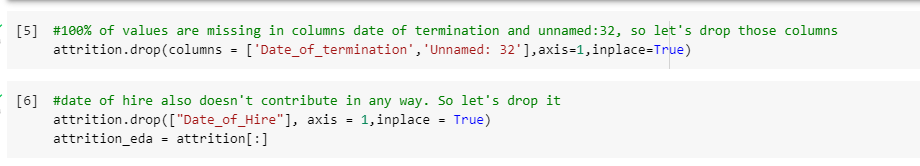 [5] #100% of values are missing in columns date of termination and unnamed:32, so let's drop those columns
attrition.drop(columns = ['Date_of_termination','Unnamed: 32'],axis=1,inplace=True)
[6] #date of hire also doesn't contribute in any way. So let's drop it
attrition.drop(["Date_of_Hire"], axis = 1,inplace = True)
attrition_eda = attrition[:]